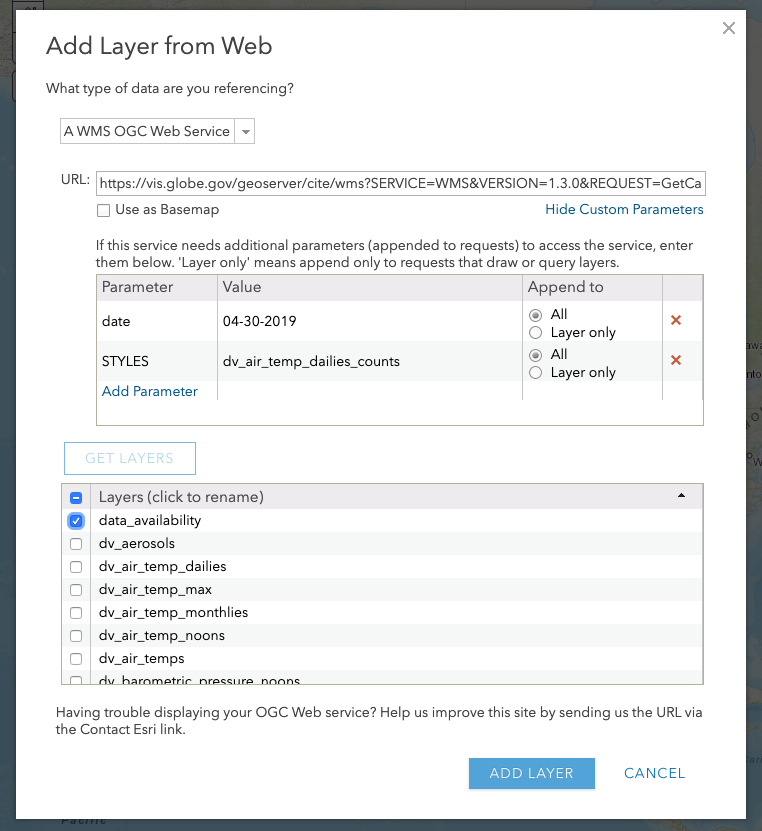 Add Layer from Web
What type of data are you referencing?
A WMS OGC Web Service
URL: https://vis.globe.gov/geoserver/cite/wms?SERVICE=WMS&VERSION=1.3.0&REQUEST=GetCa
Use as Basemap Hide Custom Parameters
If this service needs additional parameters (appended to requests) to access the service, enter
them below. 'Layer only' means append only to requests that draw or query layers.
Parameter Value Append to
date 04-30-2019 All
Layer only
STYLES dv_air_temp_dailies_counts All
Layer only
Add Parameter
GET LAYERS
Layers (click to rename)
data_availability
dv_aerosols
dv_air_temp_dailies
dv_air_temp_max
dv_air_temp_monthlies
dv_air_temp_noons
dv_air_temps
dv_barometric_pressure_noons
Having trouble displaying your OGC Web service? Help us improve this site by sending us the URL via
the Contact Esri link.
ADD LAYER CANCEL
Pacific